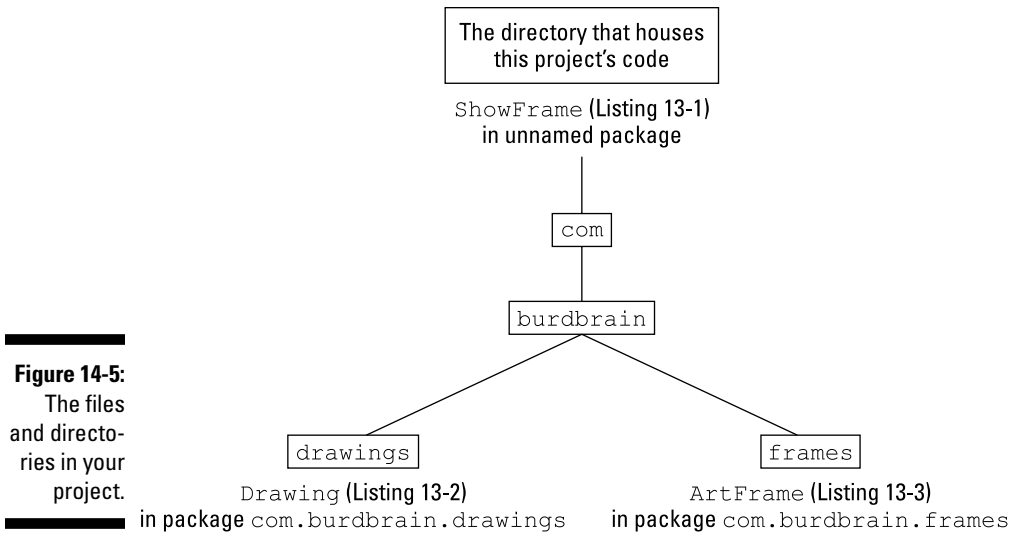 The directory that houses
this project's code
ShowFrame (Listing 13-1)
in unnamed package
com
burdbrain
Figure 14-5:
The files
and directo-
ries in your
project.
drawings
frames
Drawing (Listing 13-2)
in package com.burdbrain.drawings
ArtFrame (Listing 13-3)
in package com.burdbrain.frames